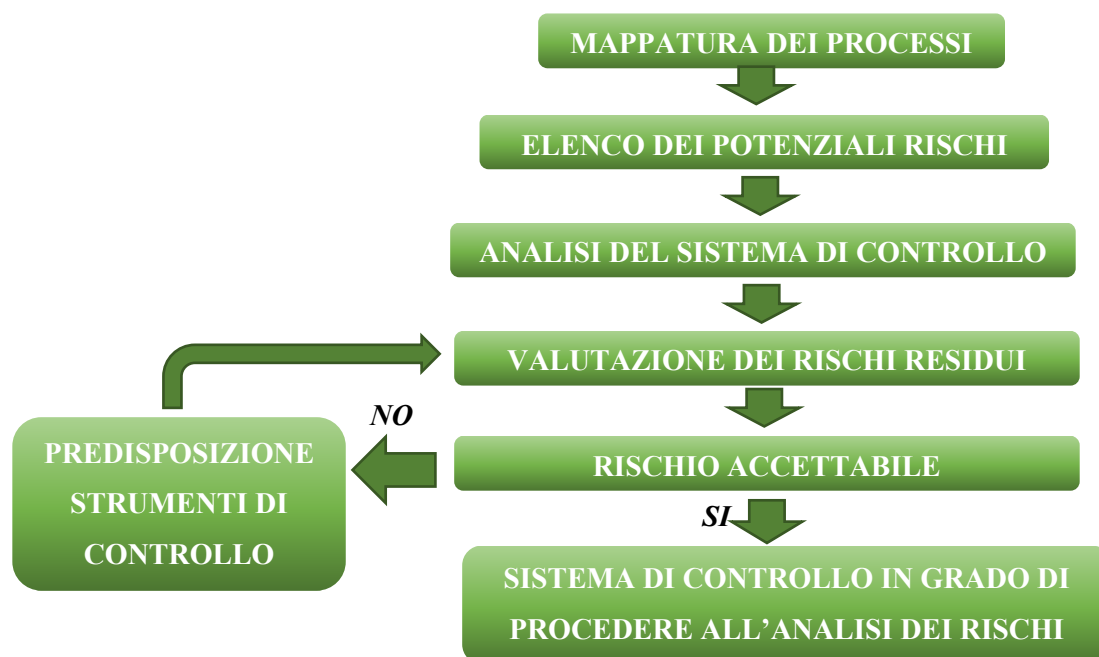 MAPPATURA DEI PROCESSI
ELENCO DEI POTENZIALI RISCHI
ANALISI DEL SISTEMA DI CONTROLLO
VALUTAZIONE DEI RISCHI RESIDUI
NO
PREDISPOSIZIONE
STRUMENTI DI
CONTROLLO
RISCHIO ACCETTABILE
SI
SISTEMA DI CONTROLLO IN GRADO DI
PROCEDERE ALL’ANALISI DEI RISCHI